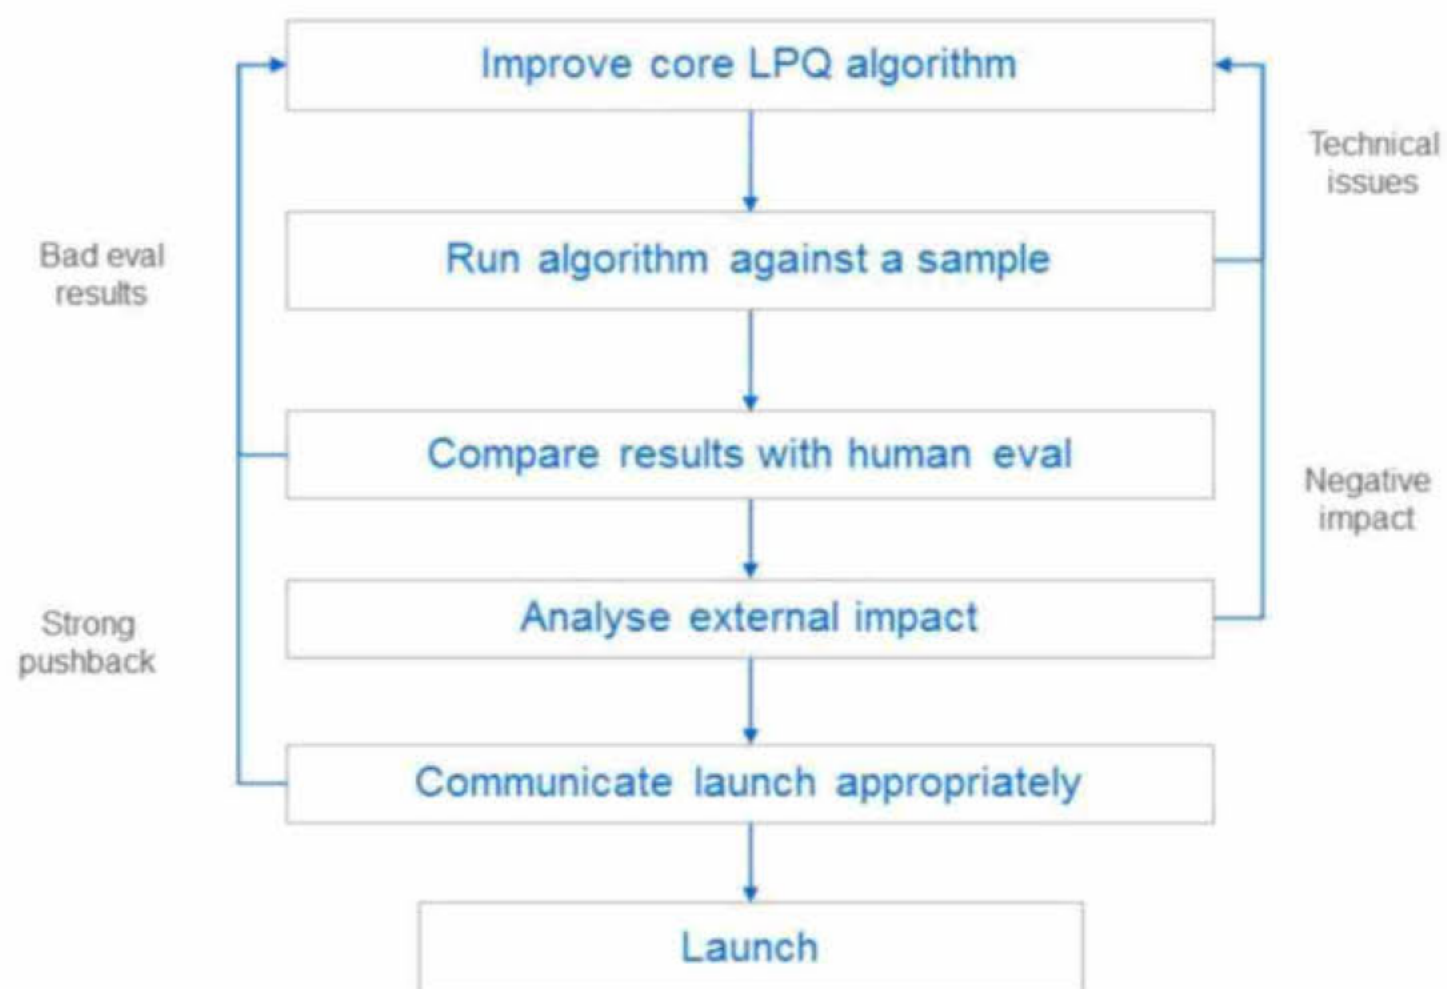 Improve core LPQ algorithm
Technical
issues
Run algorithm against a sample
Bad eval
results
Compare results with human eval
Negative
impact
Analyse external impact
Strong
pushback
Communicate launch appropriately
Launch